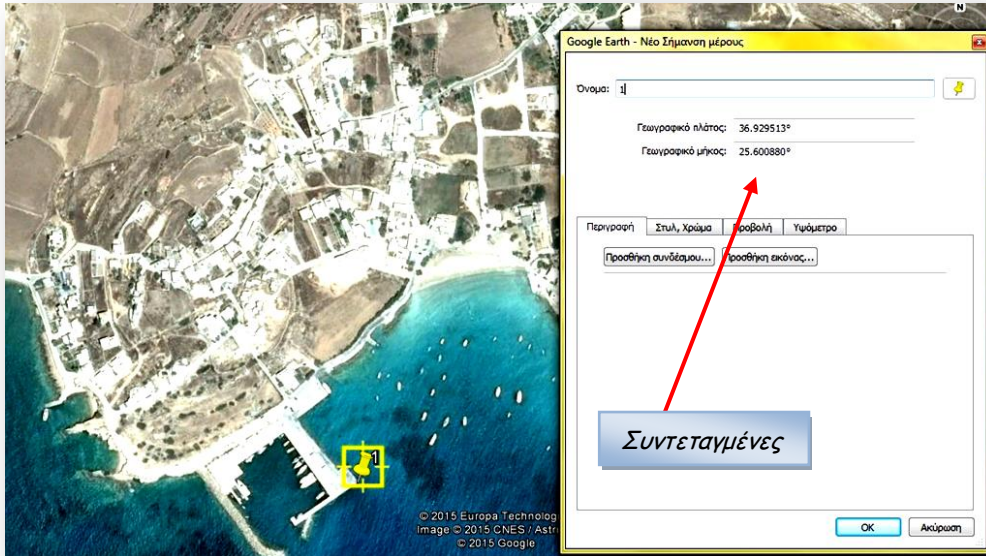 N
Google Earth - Νέο Σήμανση μέρους
Όνομα: 1
Γεωγραφικό πλάτος: 36.929513°
Γεωγραφικό μήκος: 25.600880°
Περιγραφή Στυλ, Χρώμα Προβολή Υψόμετρο
Προσθήκη συνδέσμου... Προσθήκη εικόνας...
Συντεταγμένες
1
© 2015 Europa Technolog
Image © 2015 CNES / Astri
© 2015 Google
OK Ακύρωση